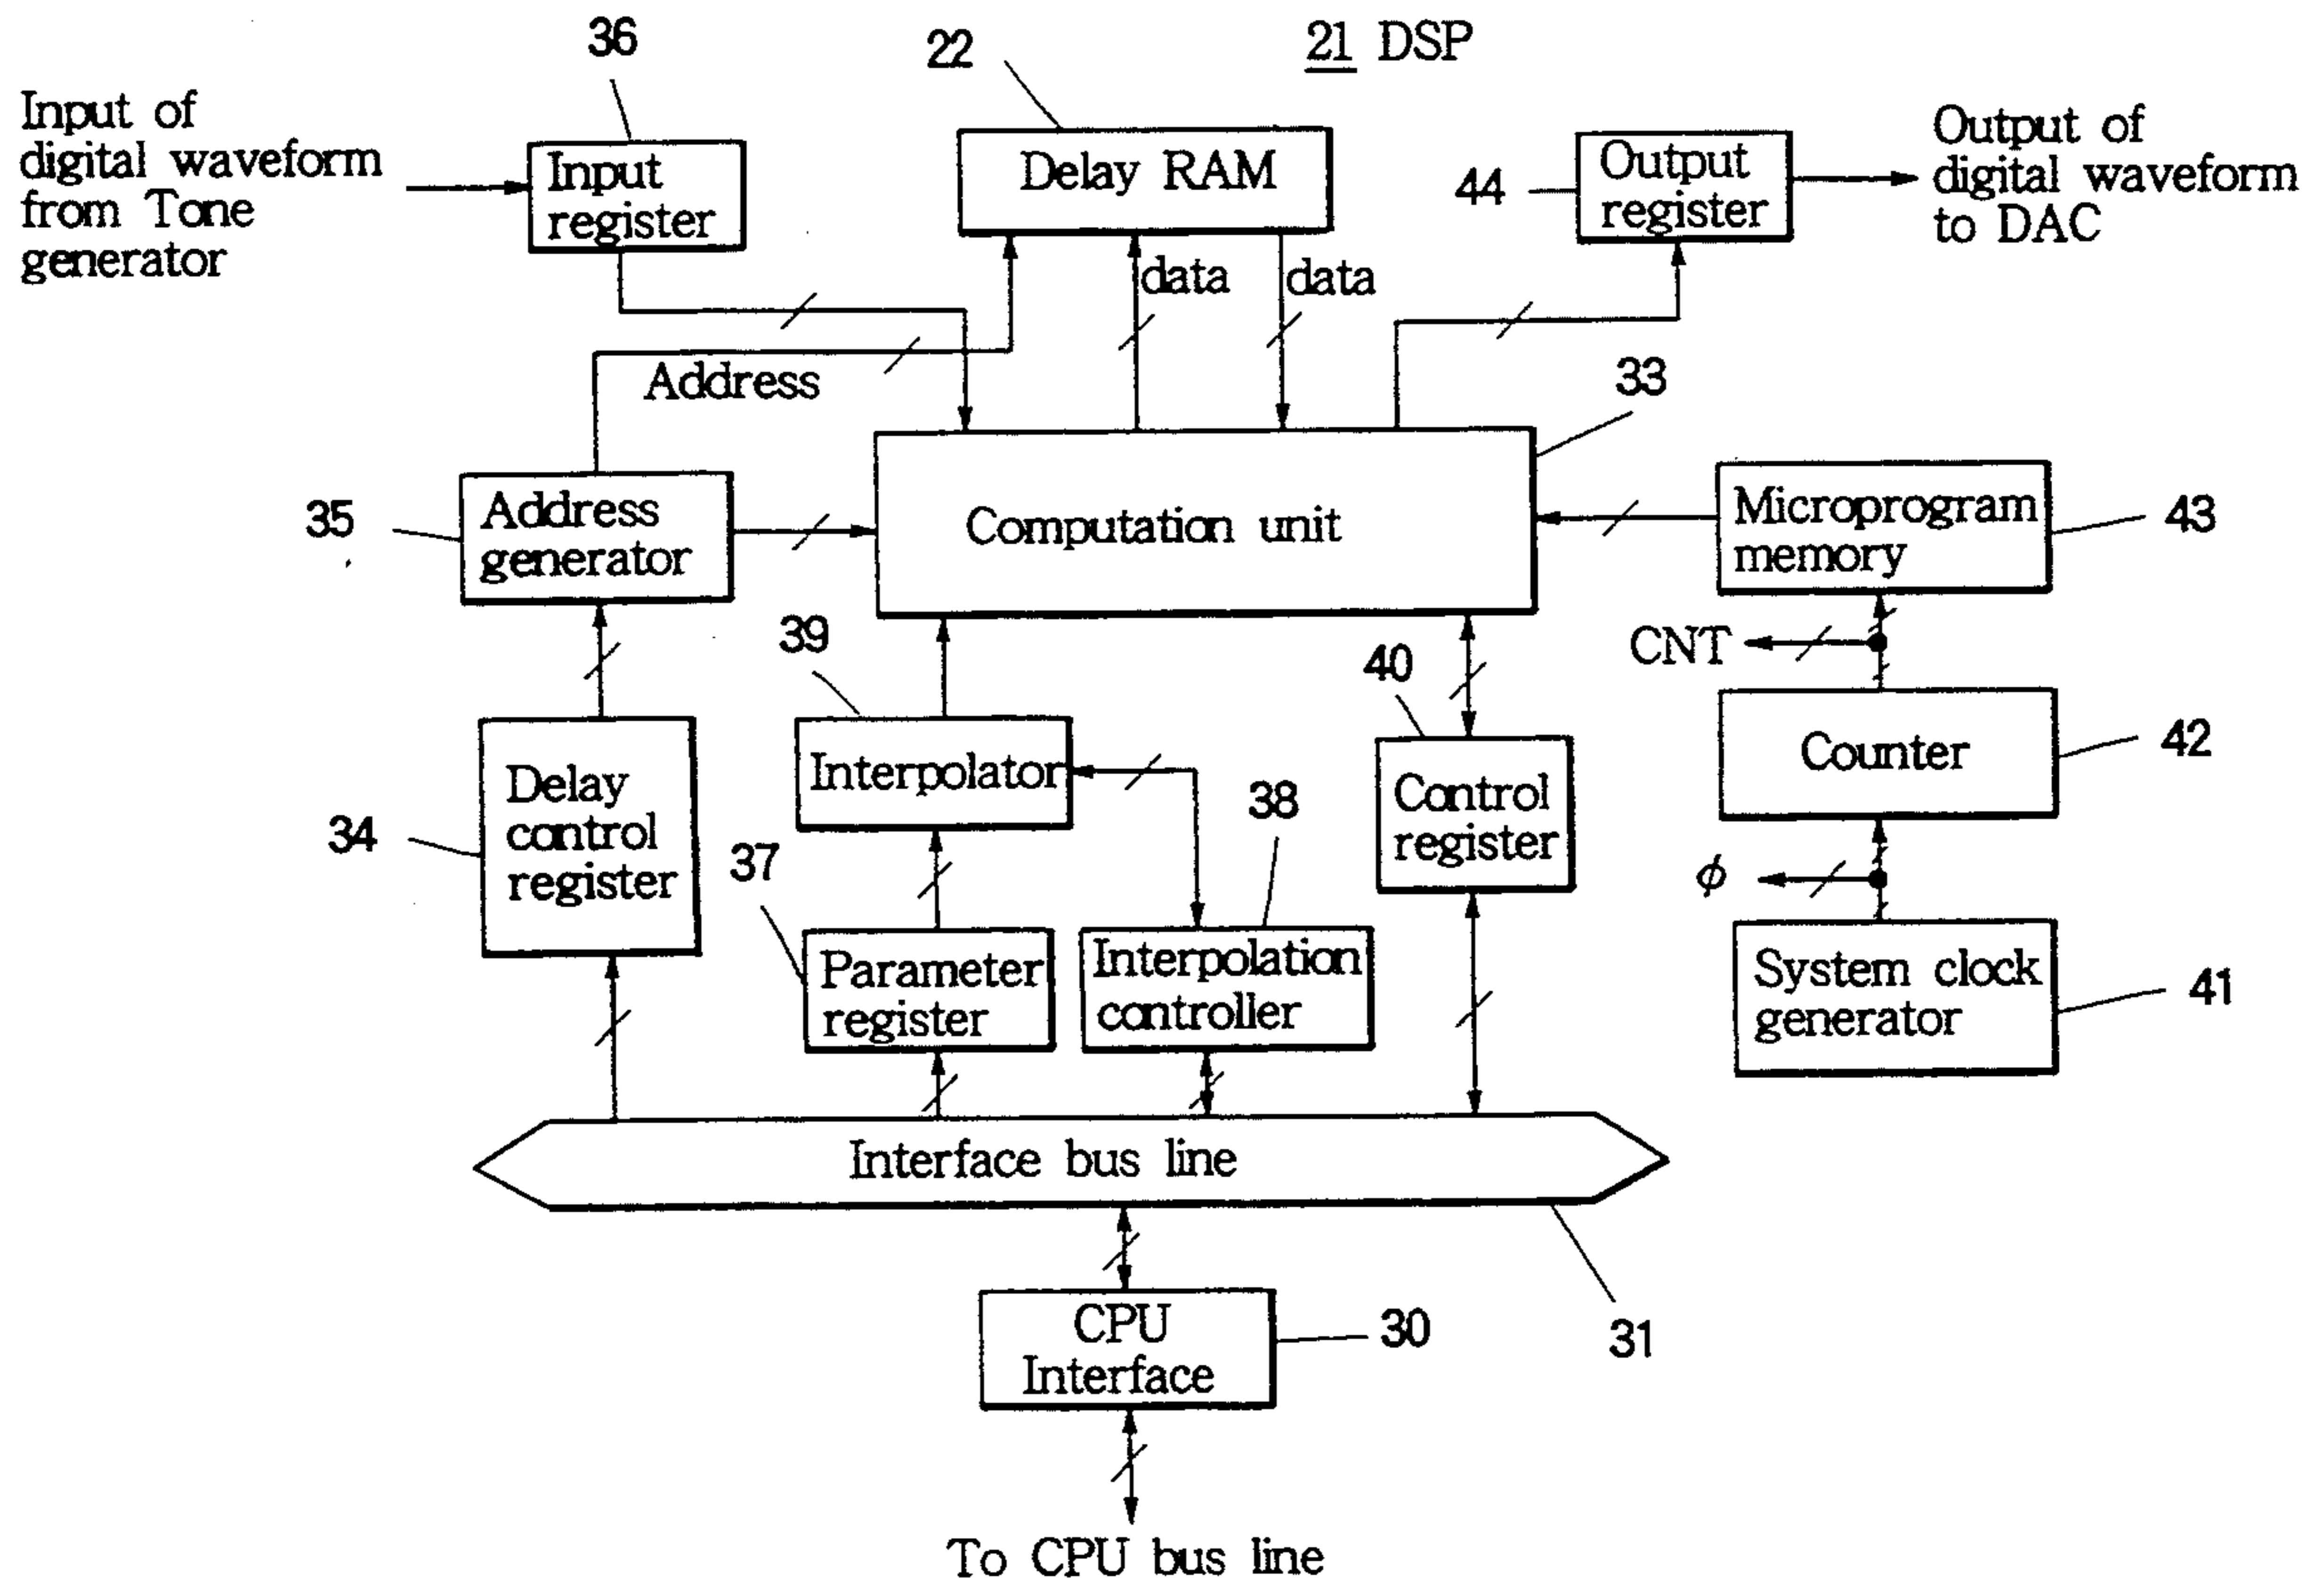 21 DSP
36
22
Input of
digital waveform
from Tone
generator
Input
register
Delay RAM
44
Output
register
Output of
digital waveform
to DAC
data
data
Address
33
35
Address
generator
Computation unit
Microprogram
memory
43
39
40
CNT
34
Delay
control
register
Interpolator
38
Control
register
Counter
42
37
φ
Parameter
register
Interpolation
controller
System clock
generator
41
Interface bus line
31
CPU
Interface
30
To CPU bus line